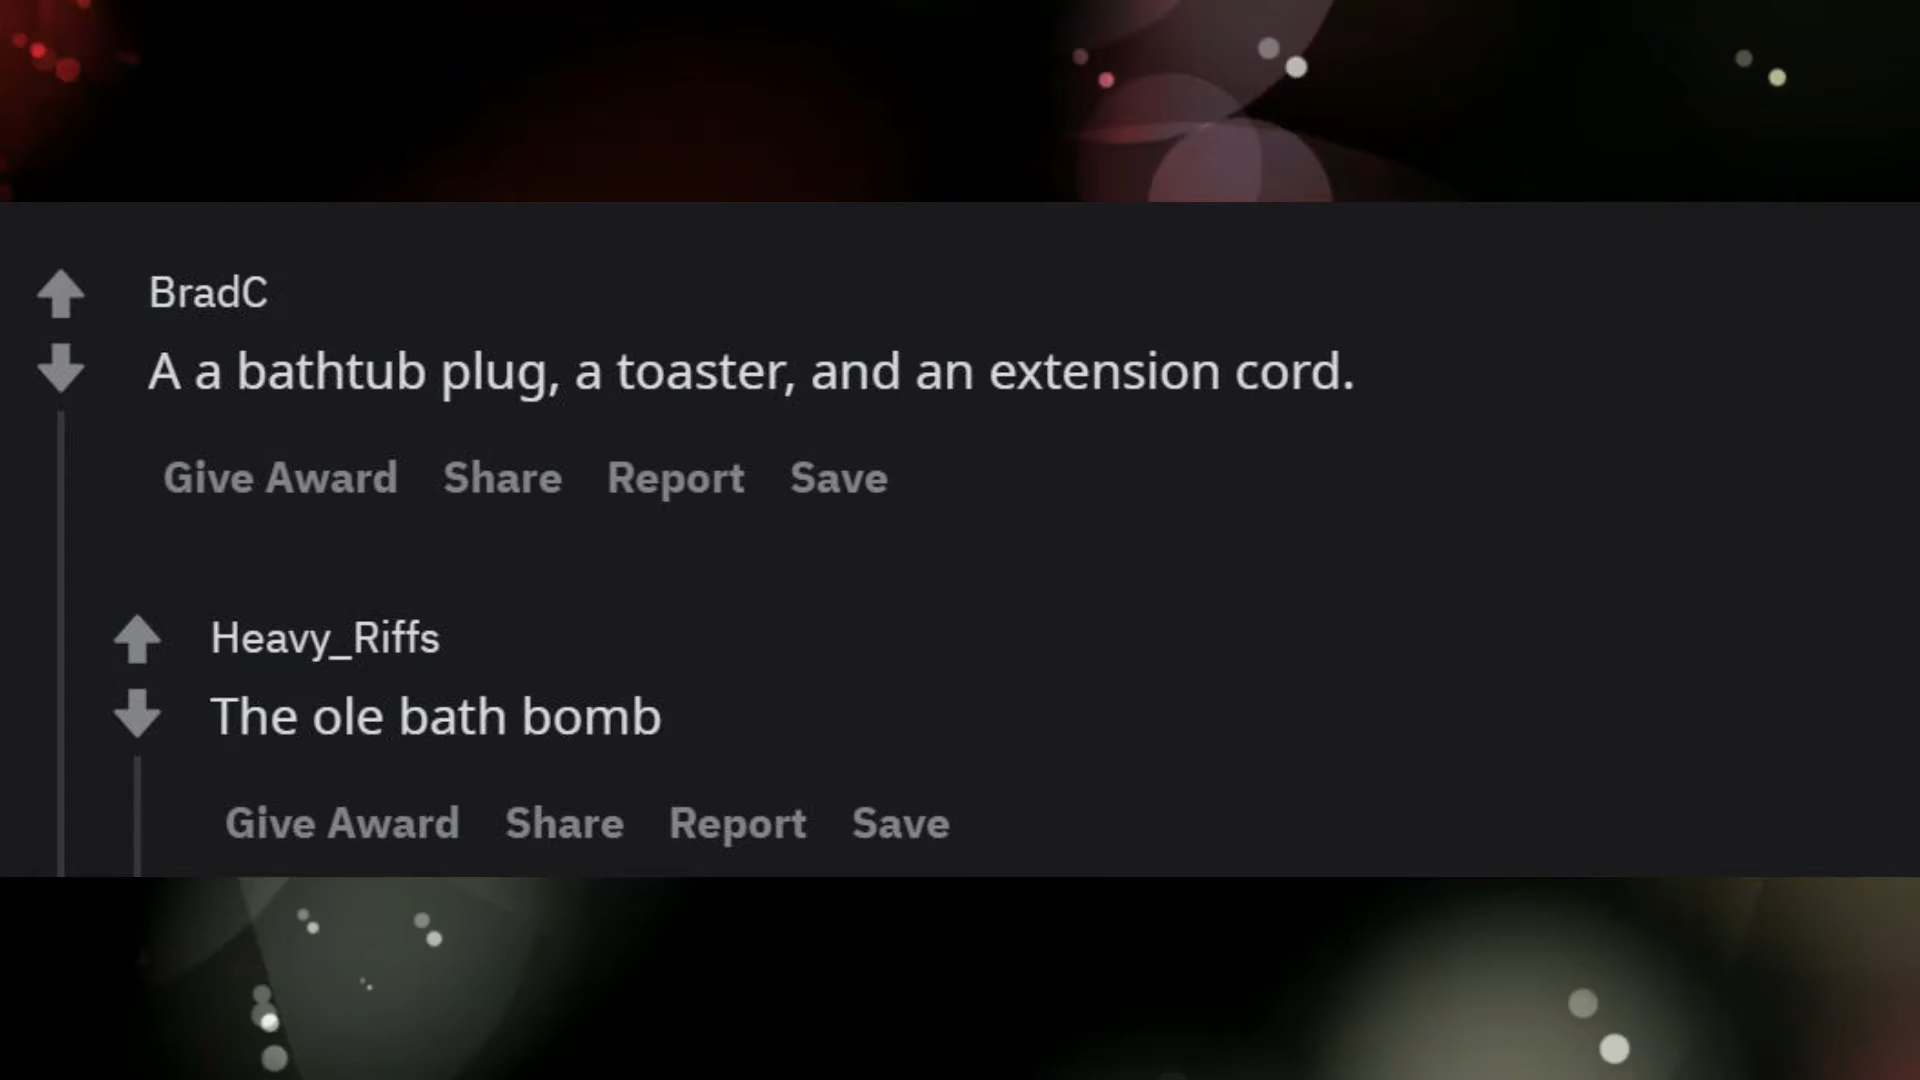 BradC
A a bathtub plug, a toaster, and an extension cord.
Give Award Share Report Save
Heavy_Riffs
The ole bath bomb
Give Award Share Report Save